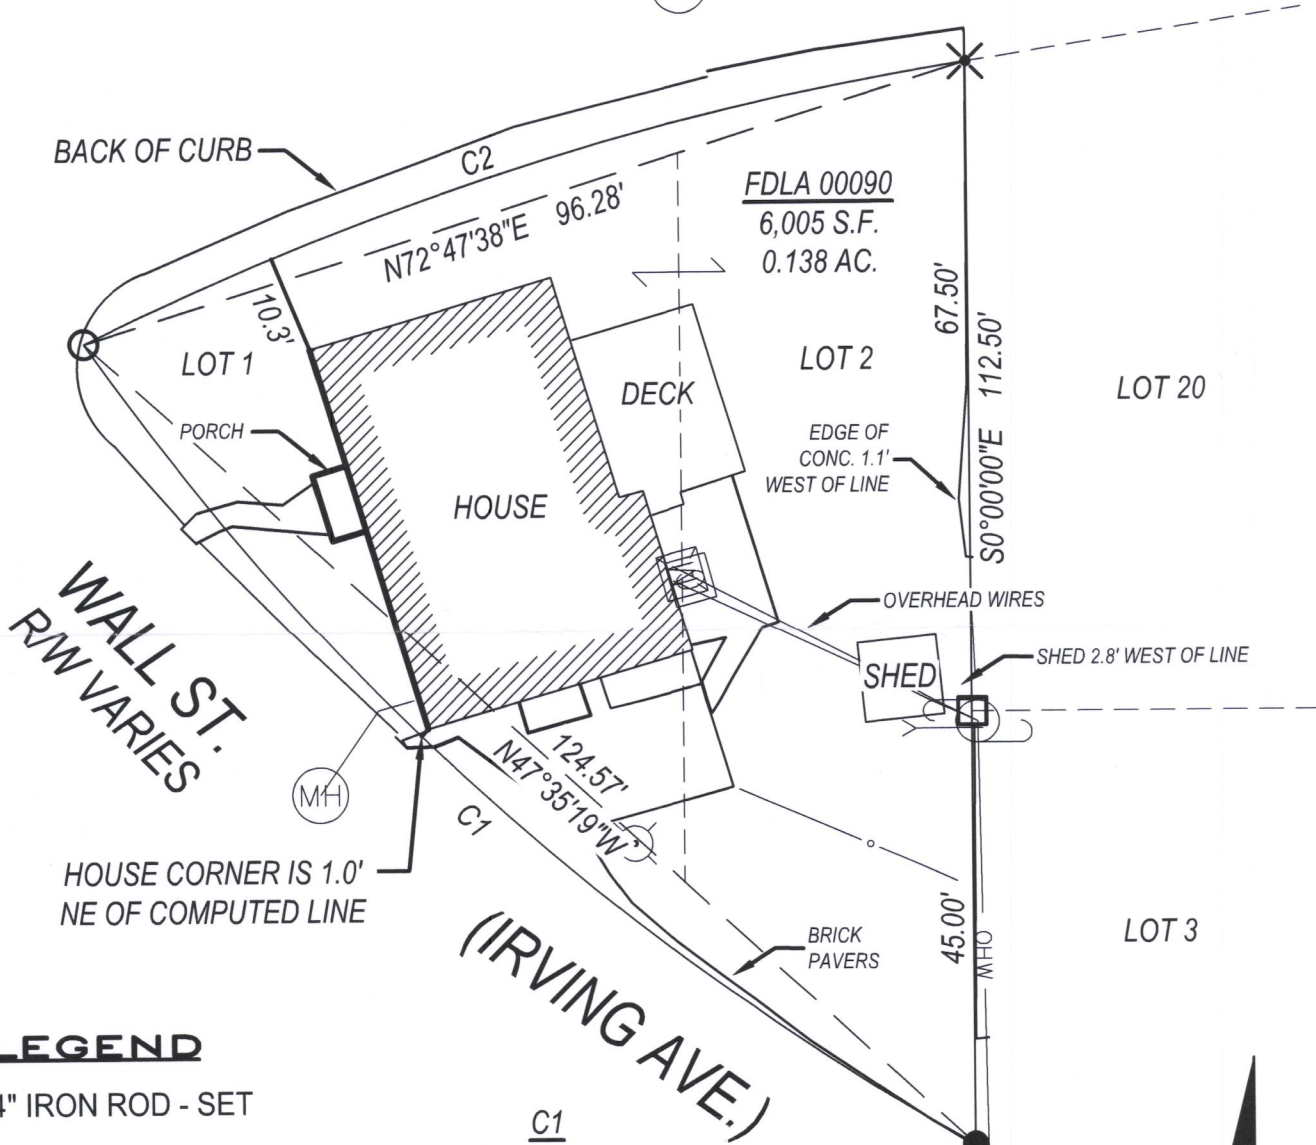 BACK OF CURB
C2
N72°47'38"E 96.28'
FDLA 00090
6,005 S.F.
0.138 AC.
10.3'
LOT 1
PORCH
HOUSE
DECK
LOT 2
67.50'
S0°00'00"E 112.50'
LOT 20
EDGE OF
CONC. 1.1'
WEST OF LINE
OVERHEAD WIRES
SHED
SHED 2.8' WEST OF LINE
WALL ST.
R/W VARIES
MH
124.57'
N47°35'19"W
C1
HOUSE CORNER IS 1.0'
NE OF COMPUTED LINE
(IRVING AVE.)
BRICK
PAVERS
45.00'
OHW
LOT 3
LEGEND
4" IRON ROD - SET
C1